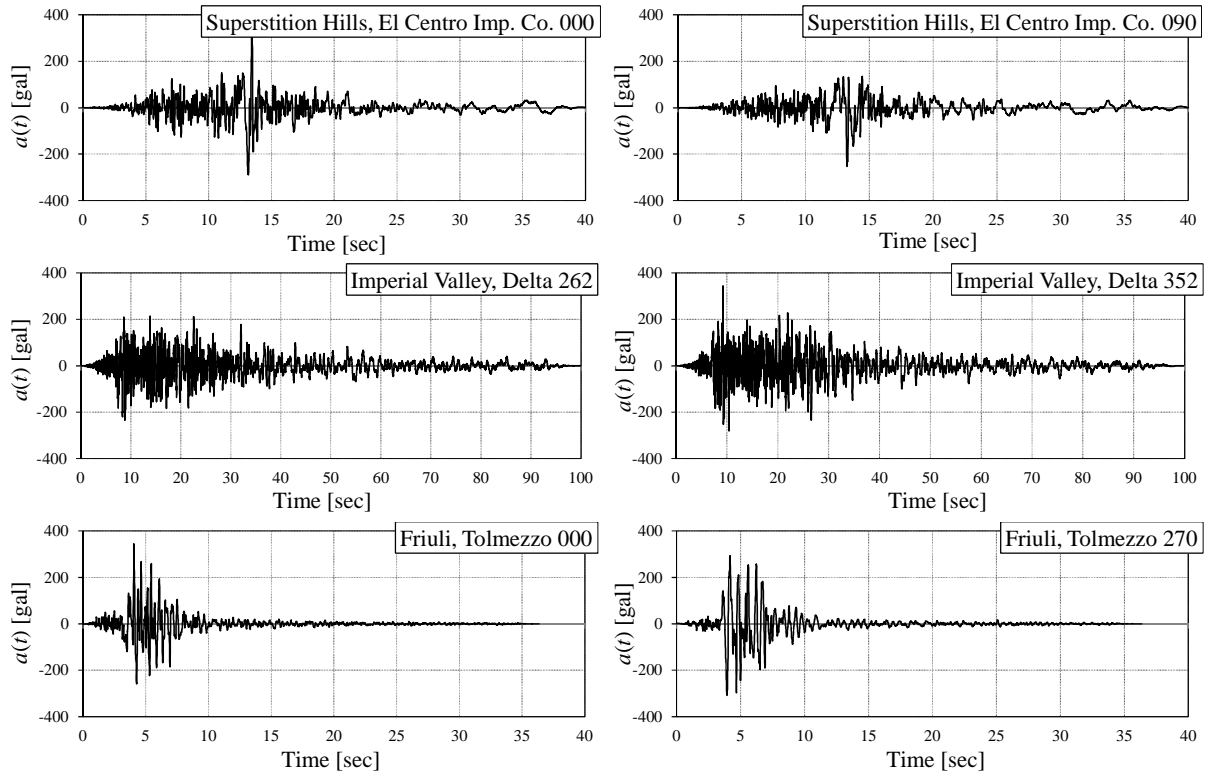 Superstition Hills, El Centro Imp. Co. 000
400
200
0
-200
-400
a(t) [gal]
0 5 10 15 20 25 30 35 40
Time [sec]
Superstition Hills, El Centro Imp. Co. 090
400
200
0
-200
-400
a(t) [gal]
0 5 10 15 20 25 30 35 40
Time [sec]
Imperial Valley, Delta 262
400
200
0
-200
-400
a(t) [gal]
0 10 20 30 40 50 60 70 80 90 100
Time [sec]
Imperial Valley, Delta 352
400
200
0
-200
-400
a(t) [gal]
0 10 20 30 40 50 60 70 80 90 100
Time [sec]
Friuli, Tolmezzo 000
400
200
0
-200
-400
a(t) [gal]
0 5 10 15 20 25 30 35 40
Time [sec]
Friuli, Tolmezzo 270
400
200
0
-200
-400
a(t) [gal]
0 5 10 15 20 25 30 35 40
Time [sec]